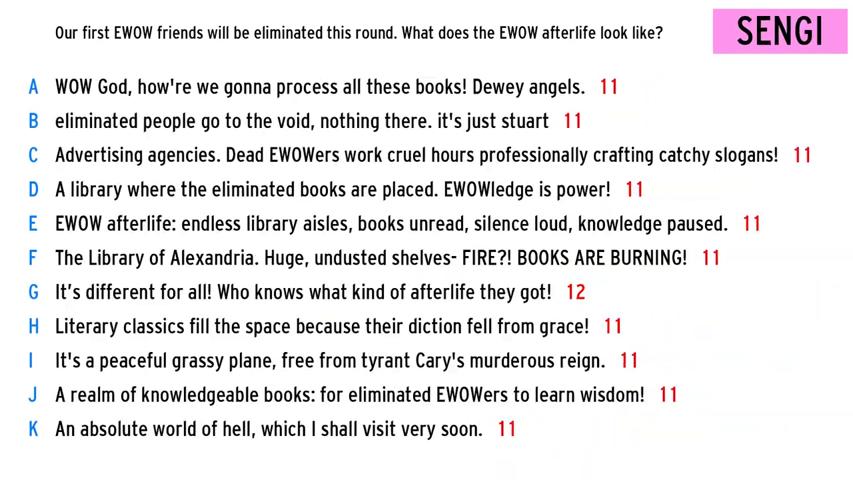 Our first EWOW friends will be eliminated this round. What does the EWOW afterlife look like?
SENGI
A WOW God, how're we gonna process all these books! Dewey angels. 11
B eliminated people go to the void, nothing there. it's just stuart 11
C Advertising agencies. Dead EWOWers work cruel hours professionally crafting catchy slogans! 11
D A library where the eliminated books are placed. EWOWledge is power! 11
E EWOW afterlife: endless library aisles, books unread, silence loud, knowledge paused. 11
F The Library of Alexandria. Huge, undusted shelves- FIRE?! BOOKS ARE BURNING! 11
G It’s different for all! Who knows what kind of afterlife they got! 12
H Literary classics fill the space because their diction fell from grace! 11
I It's a peaceful grassy plane, free from tyrant Cary's murderous reign. 11
J A realm of knowledgeable books: for eliminated EWOWers to learn wisdom! 11
K An absolute world of hell, which I shall visit very soon. 11